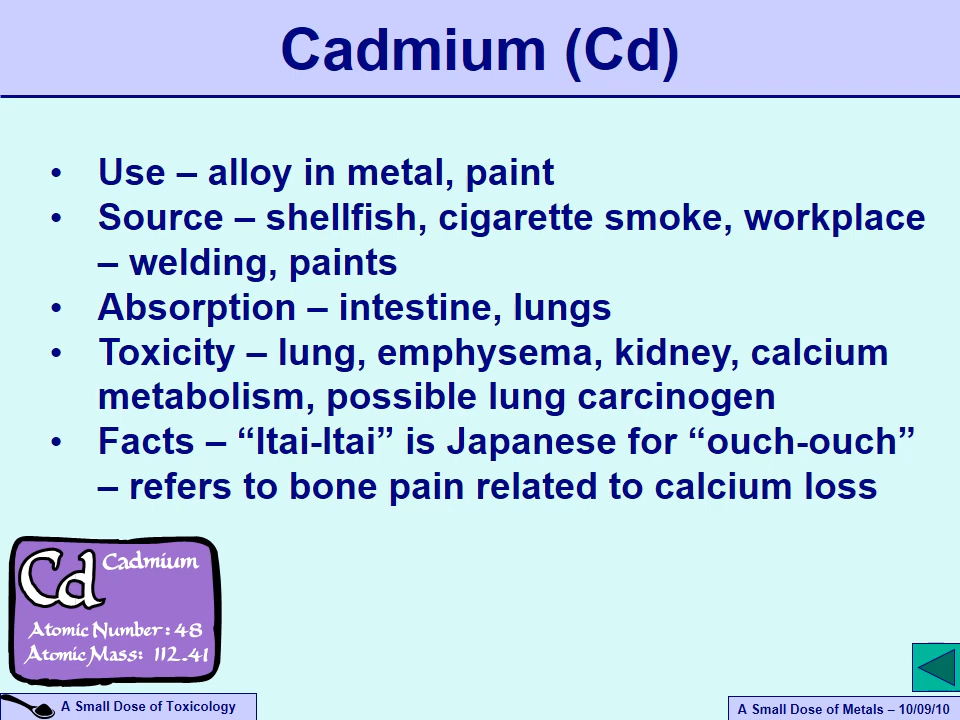 Cadmium (Cd)
• Use – alloy in metal, paint
• Source – shellfish, cigarette smoke, workplace
– welding, paints
• Absorption – intestine, lungs
• Toxicity – lung, emphysema, kidney, calcium
metabolism, possible lung carcinogen
• Facts – “Itai-Itai” is Japanese for “ouch-ouch”
– refers to bone pain related to calcium loss
Cd Cadmium
Atomic Number: 48
Atomic Mass: 112.41
A Small Dose of Toxicology
A Small Dose of Metals – 10/09/10